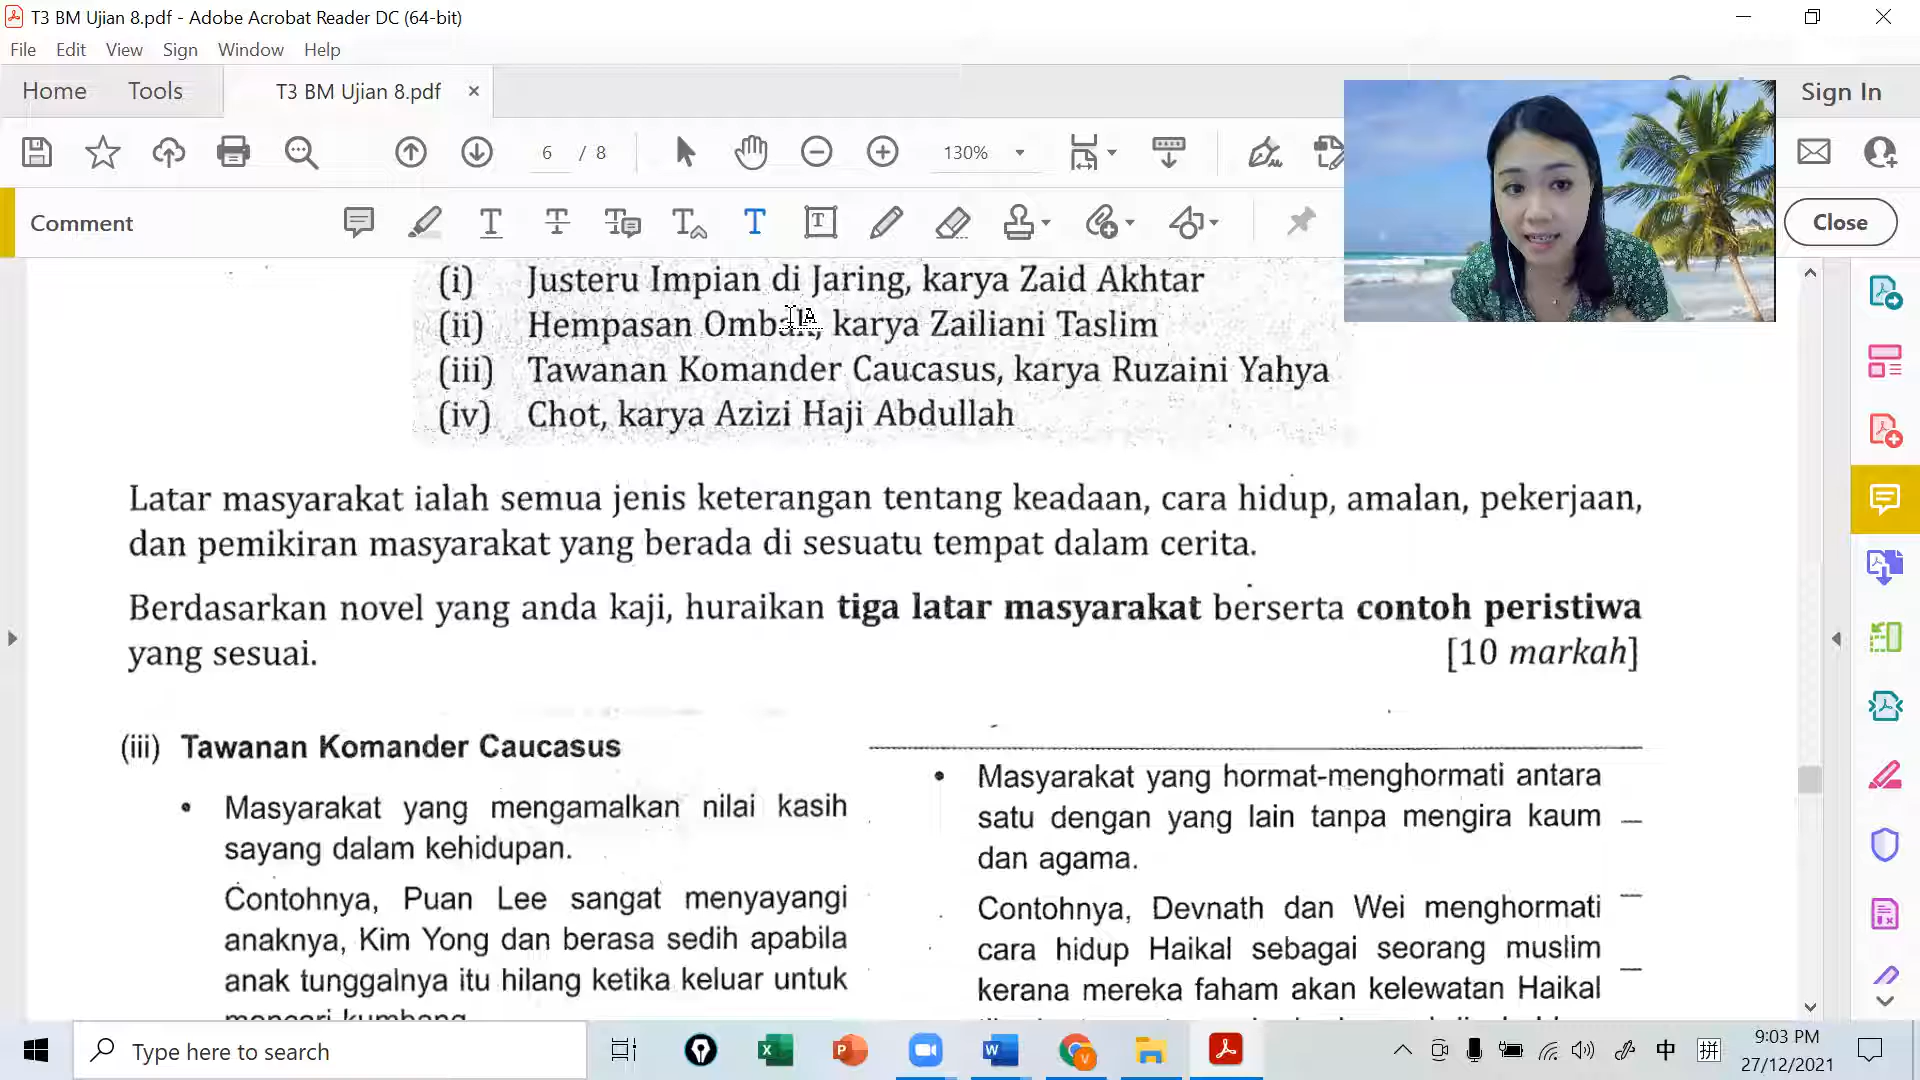 T3 BM Ujian 8.pdf - Adobe Acrobat Reader DC (64-bit)
File Edit View Sign Window Help
Home Tools T3 BM Ujian 8.pdf × Sign In
6 / 8 130%
Comment Close
(i) Justeru Impian di Jaring, karya Zaid Akhtar
(ii) Hempasan Ombak, karya Zailiani Taslim
(iii) Tawanan Komander Caucasus, karya Ruzaini Yahya
(iv) Chot, karya Azizi Haji Abdullah
Latar masyarakat ialah semua jenis keterangan tentang keadaan, cara hidup, amalan, pekerjaan,
dan pemikiran masyarakat yang berada di sesuatu tempat dalam cerita.
Berdasarkan novel yang anda kaji, huraikan tiga latar masyarakat berserta contoh peristiwa
yang sesuai.
[10 markah]
(iii) Tawanan Komander Caucasus
• Masyarakat yang mengamalkan nilai kasih
sayang dalam kehidupan.
Contohnya, Puan Lee sangat menyayangi
anaknya, Kim Yong dan berasa sedih apabila
anak tunggalnya itu hilang ketika keluar untuk
mencari kumbang.
• Masyarakat yang hormat-menghormati antara
satu dengan yang lain tanpa mengira kaum
dan agama.
Contohnya, Devnath dan Wei menghormati
cara hidup Haikal sebagai seorang muslim
kerana mereka faham akan kelewatan Haikal
Type here to search
中 拼
9:03 PM
27/12/2021